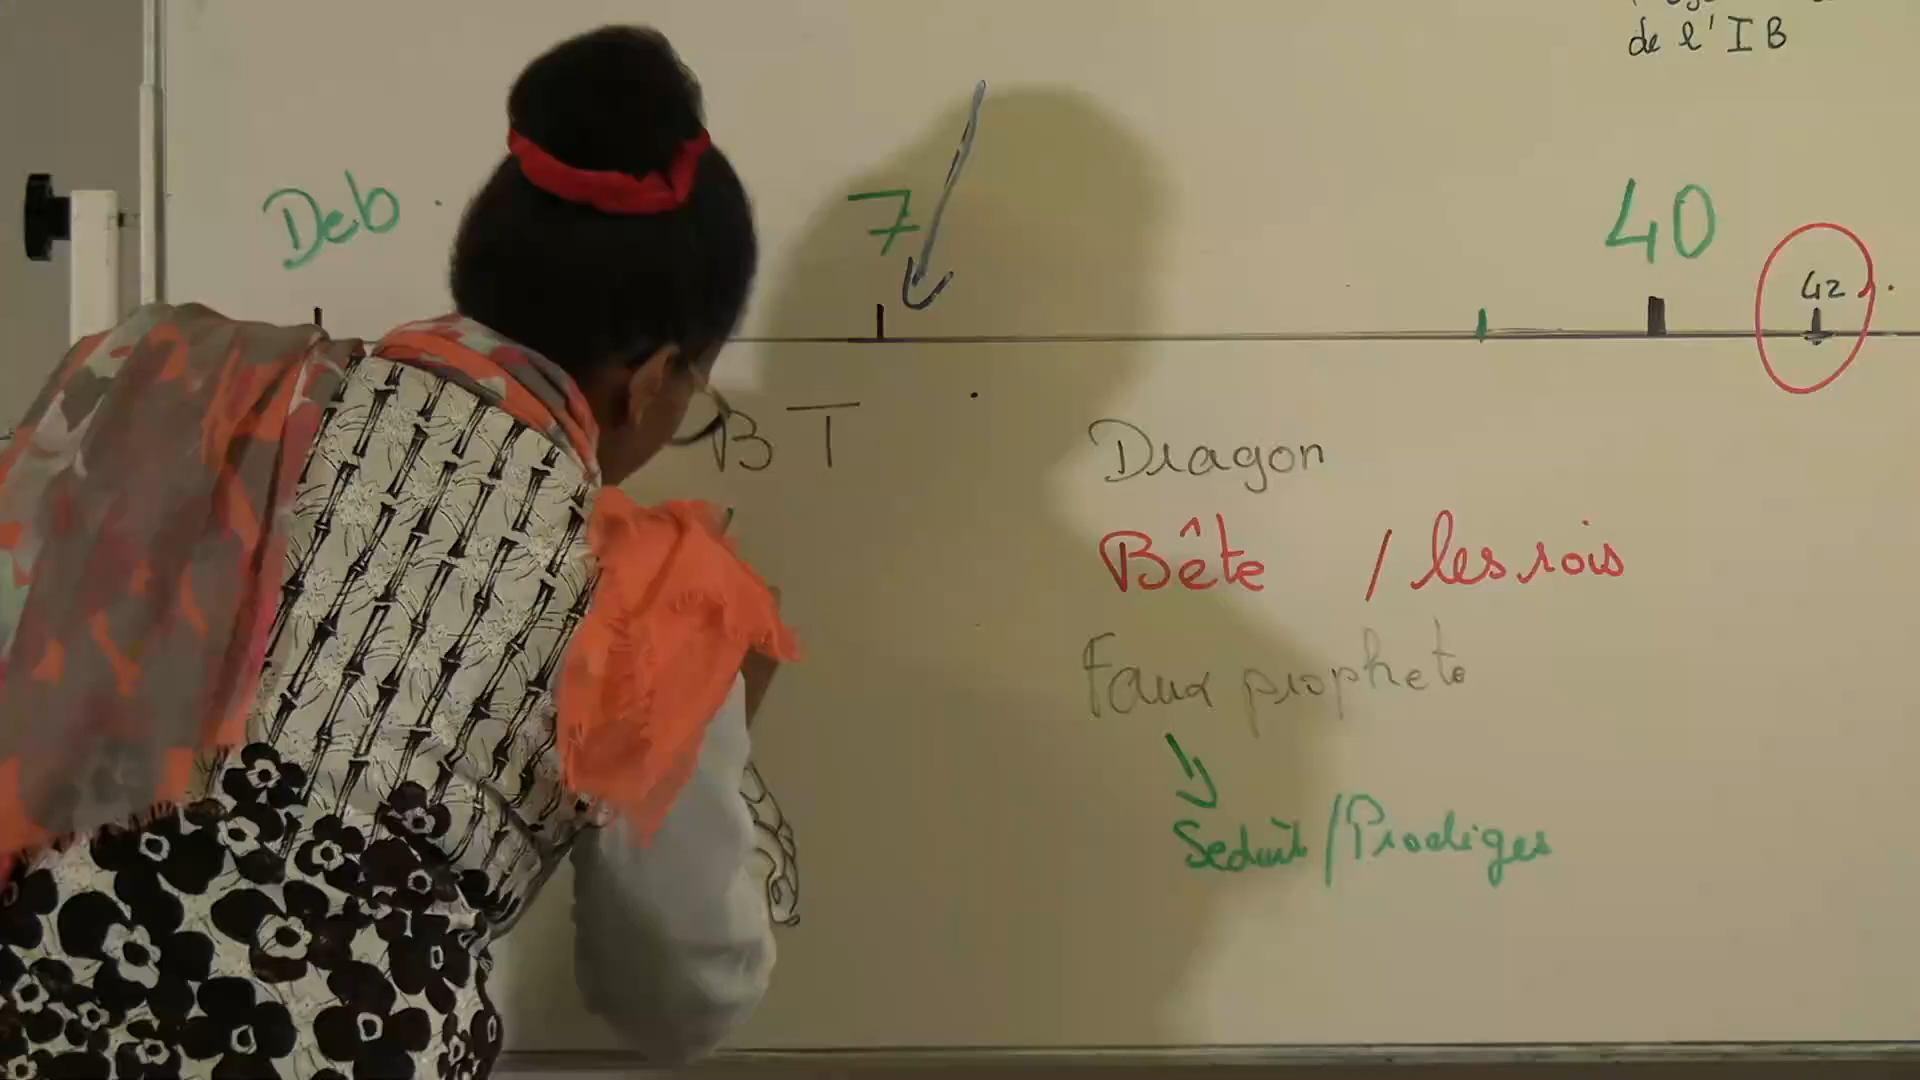 de l'IB
Deb.
7
40
42
BT
Dragon
Bête / les rois
Faux prophete
Seduit / Prodiges